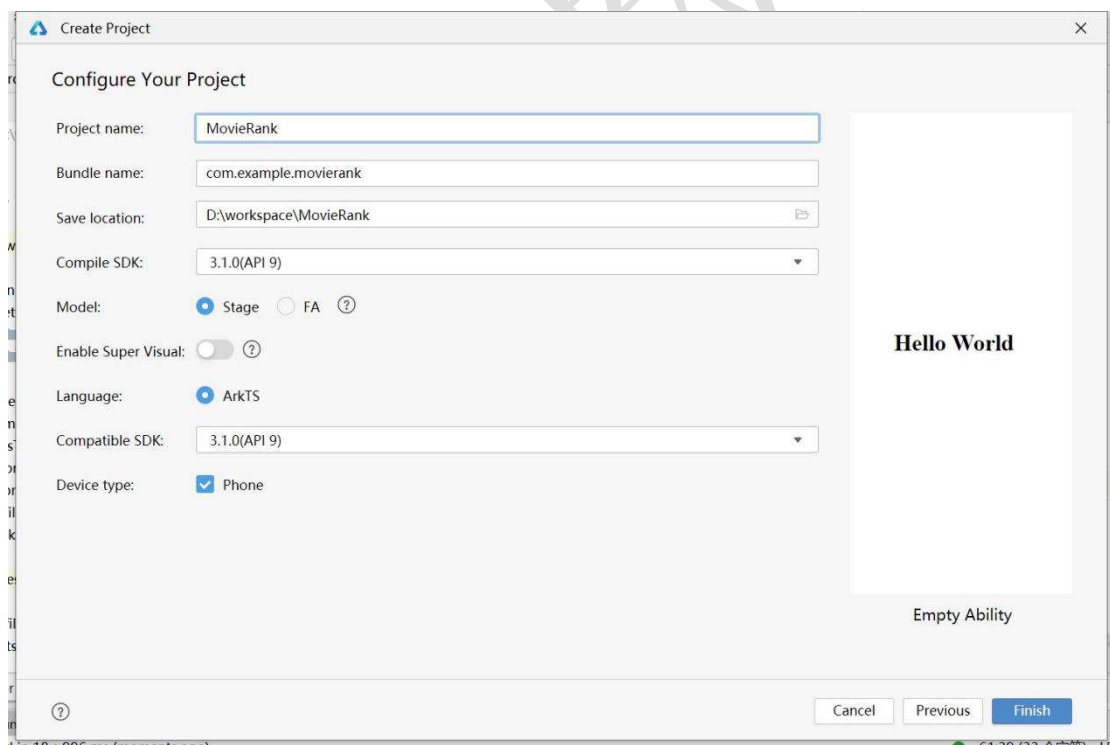 Create Project
Configure Your Project
Project name: MovieRank
Bundle name: com.example.movierank
Save location: D:\workspace\MovieRank
Compile SDK: 3.1.0(API 9)
Model: Stage FA ?
Enable Super Visual: ?
Language: ArkTS
Compatible SDK: 3.1.0(API 9)
Device type: Phone
Hello World
Empty Ability
? Cancel Previous Finish